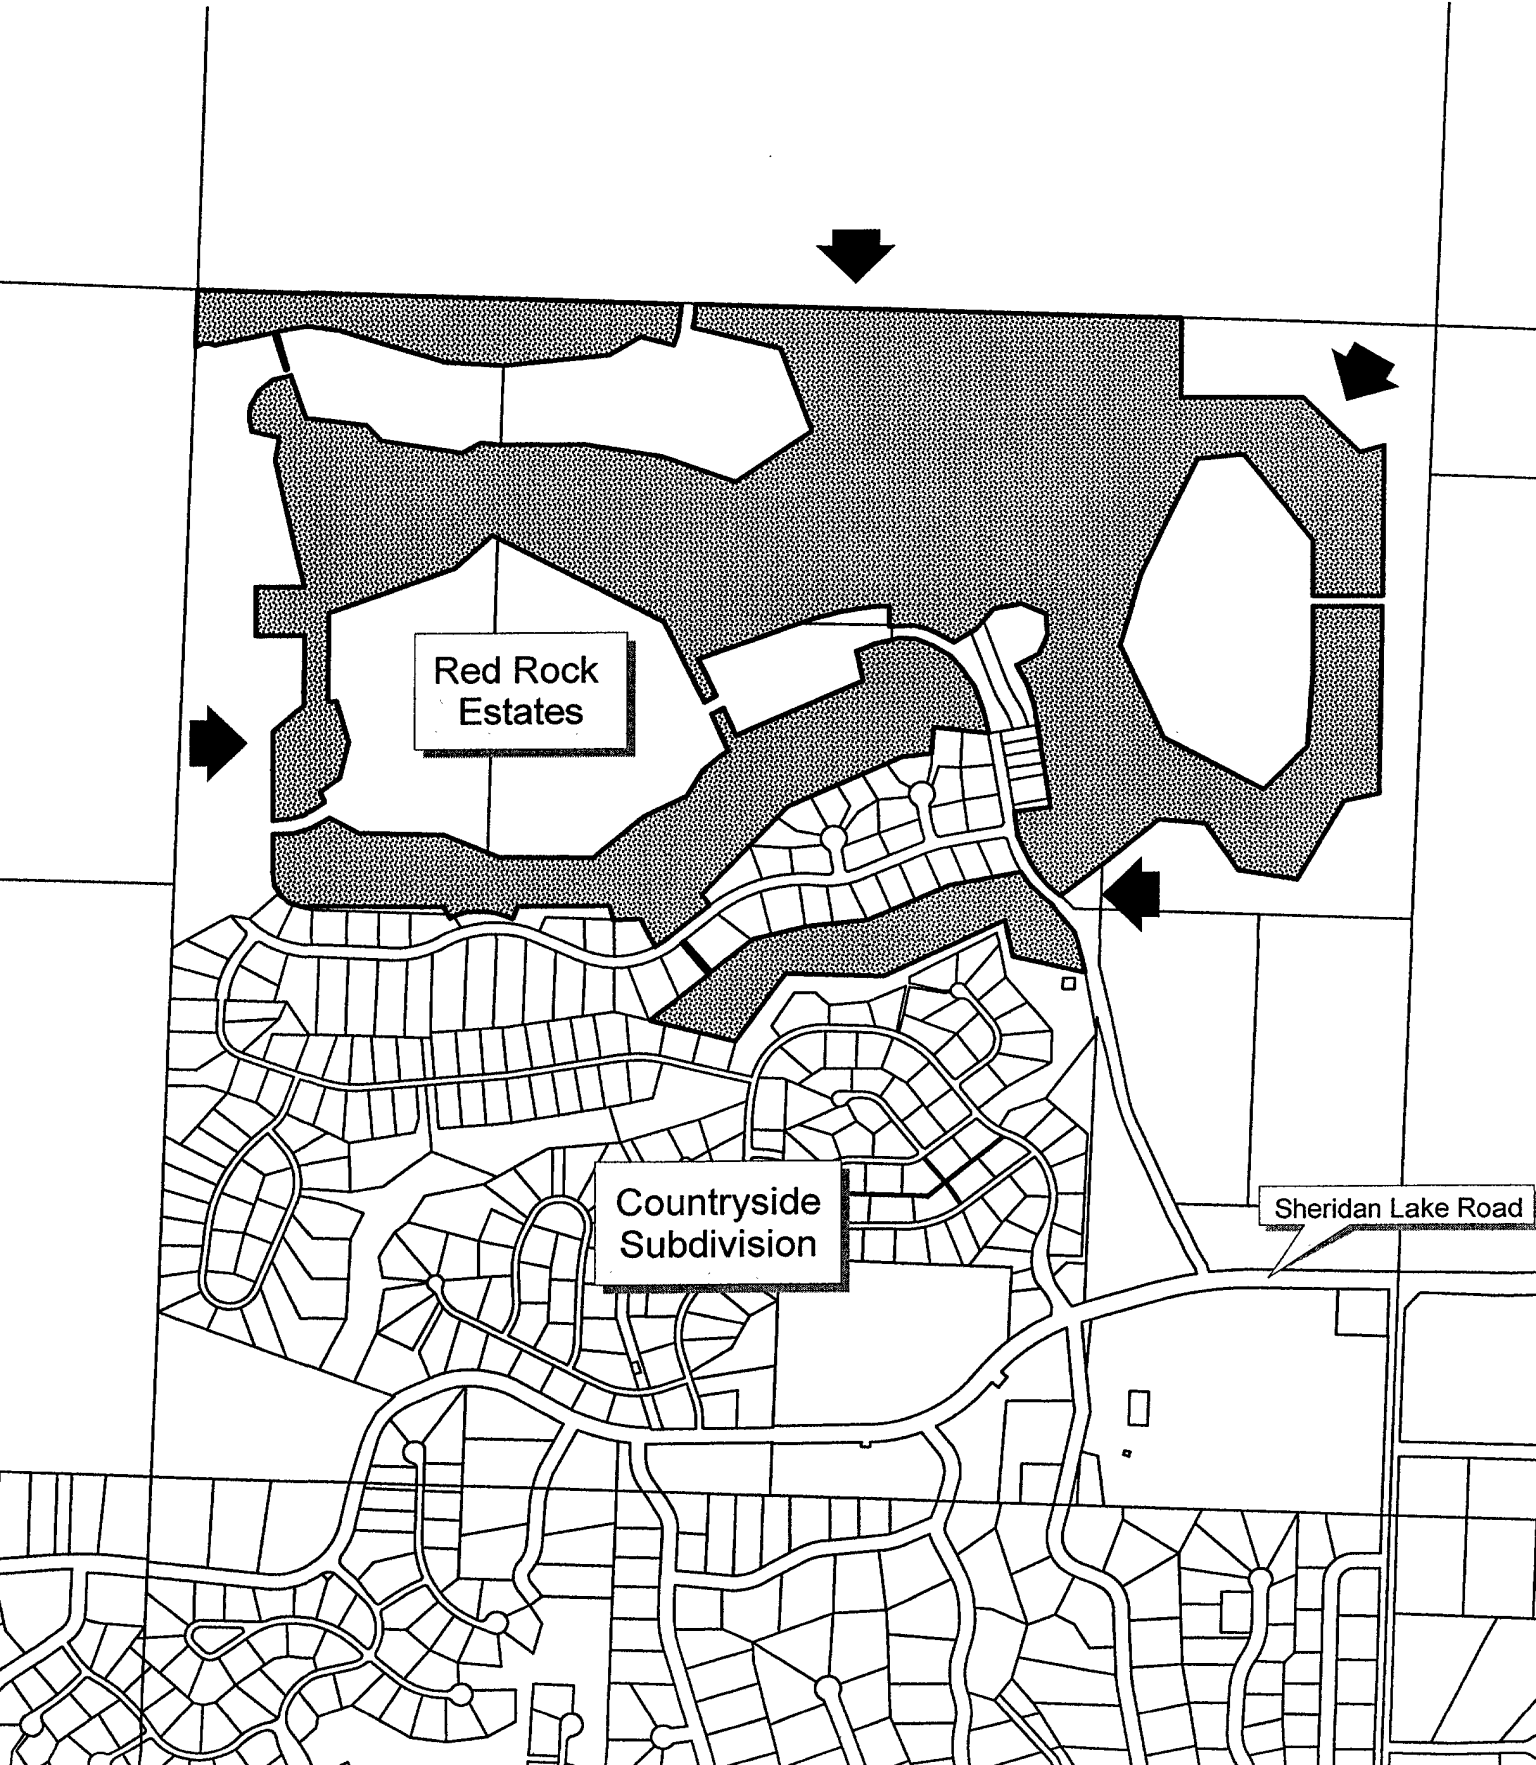 Red Rock
Estates
Countryside
Subdivision
Sheridan Lake Road